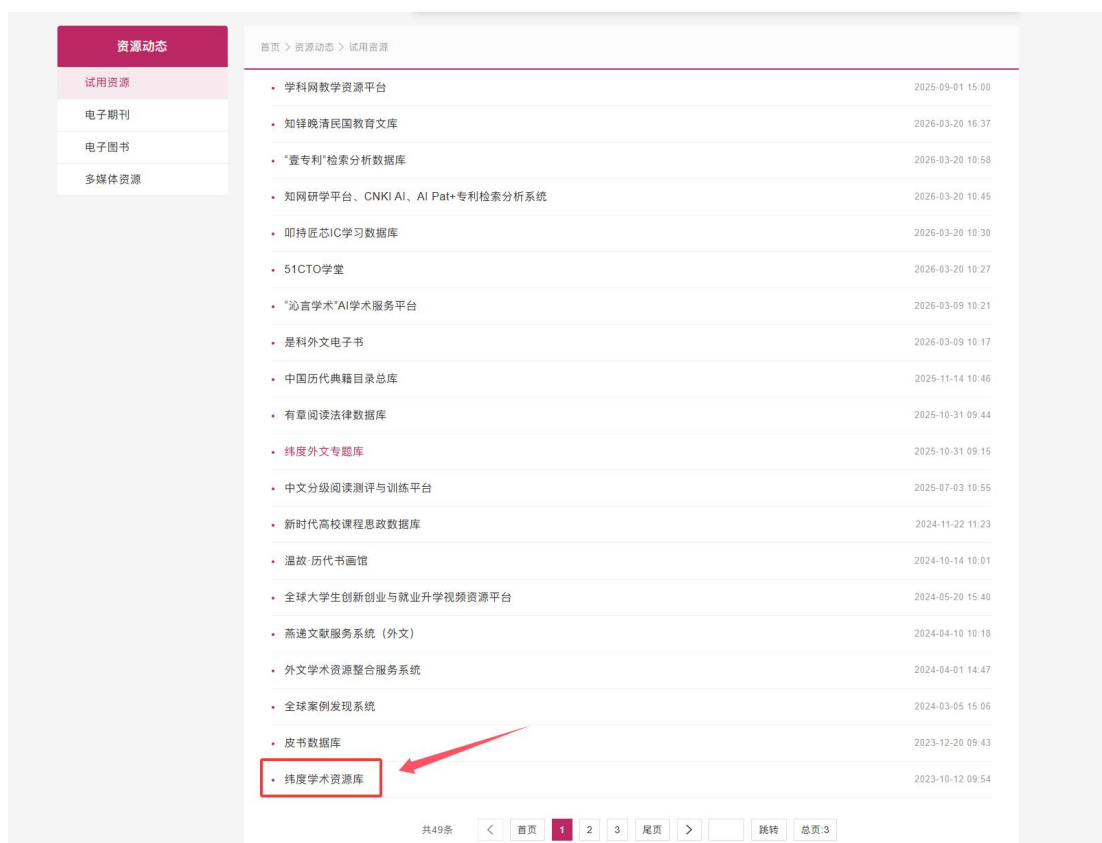 资源动态
试用资源
电子期刊
电子图书
多媒体资源
首页 > 资源动态 > 试用资源
学科网教学资源平台 2025-09-01 15:00
知铎晚清民国教育文库 2026-03-20 16:37
“壹专利”检索分析数据库 2026-03-20 10:58
知网研学平台、CNKI AI、AI Pat+专利检索分析系统 2026-03-20 10:45
叩持匠芯IC学习数据库 2026-03-20 10:30
51CTO学堂 2026-03-20 10:27
“沁言学术”AI学术服务平台 2026-03-09 10:21
是科外文电子书 2026-03-09 10:17
中国历代典籍目录总库 2025-11-14 10:46
有章阅读法律数据库 2025-10-31 09:44
纬度外文专题库 2025-10-31 09:15
中文分级阅读测评与训练平台 2025-07-03 10:55
新时代高校课程思政数据库 2024-11-22 11:23
温故·历代书画馆 2024-10-14 10:01
全球大学生创新创业与就业升学视频资源平台 2024-05-20 15:40
燕递文献服务系统（外文） 2024-04-10 10:18
外文学术资源整合服务系统 2024-04-01 14:47
全球案例发现系统 2024-03-05 15:06
皮书数据库 2023-12-20 09:43
纬度学术资源库 2023-10-12 09:54
共49条 < 首页 1 2 3 尾页 > 跳转 总页:3